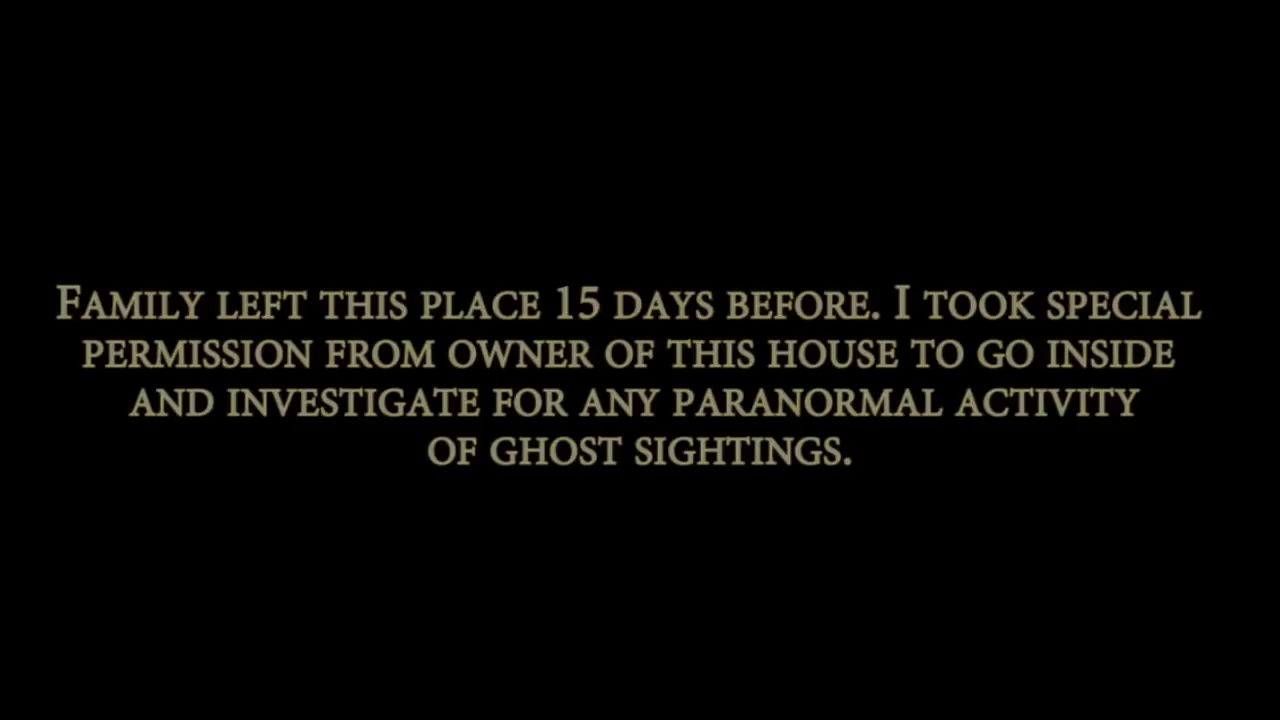 Family left this place 15 days before. I took special
permission from owner of this house to go inside
and investigate for any paranormal activity
of ghost sightings.